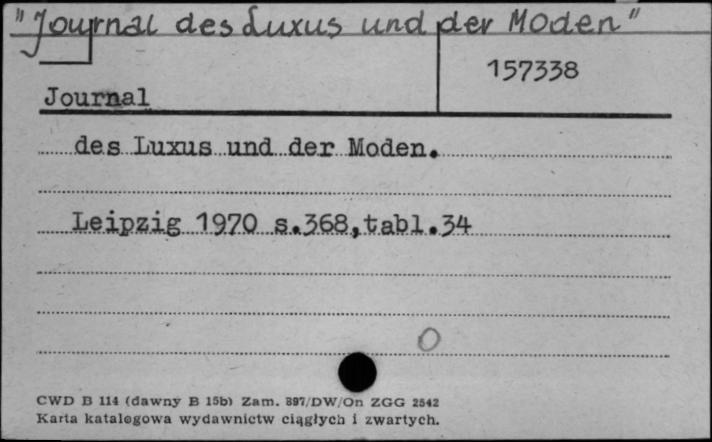 "Journal des Luxus und der Moden"
157338
Journal
des Luxus und der Moden.
Leipzig 1970 s.368,tabl.34
O
CWD B 114 (dawny B 15b) Zam. 897/DW/On ZGG 2542
Karta katalogowa wydawnictw ciągłych i zwartych.